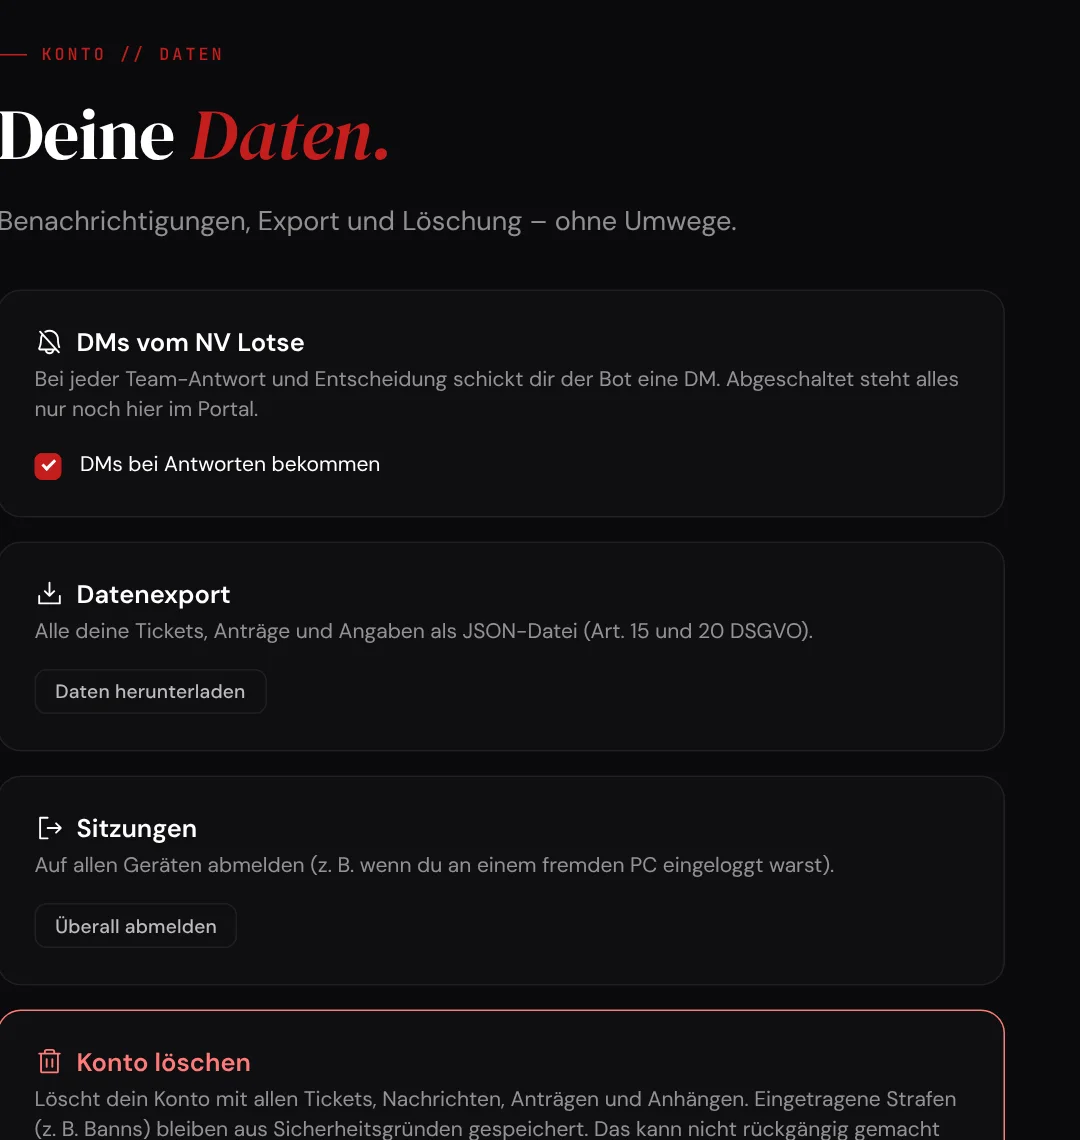 KONTO // DATEN
Deine Daten.
Benachrichtigungen, Export und Löschung – ohne Umwege.
DMs vom NV Lotse
Bei jeder Team-Antwort und Entscheidung schickt dir der Bot eine DM. Abgeschaltet steht alles
nur noch hier im Portal.
DMs bei Antworten bekommen
Datenexport
Alle deine Tickets, Anträge und Angaben als JSON-Datei (Art. 15 und 20 DSGVO).
Daten herunterladen
Sitzungen
Auf allen Geräten abmelden (z. B. wenn du an einem fremden PC eingeloggt warst).
Überall abmelden
Konto löschen
Löscht dein Konto mit allen Tickets, Nachrichten, Anträgen und Anhängen. Eingetragene Strafen
(z. B. Banns) bleiben aus Sicherheitsgründen gespeichert. Das kann nicht rückgängig gemacht